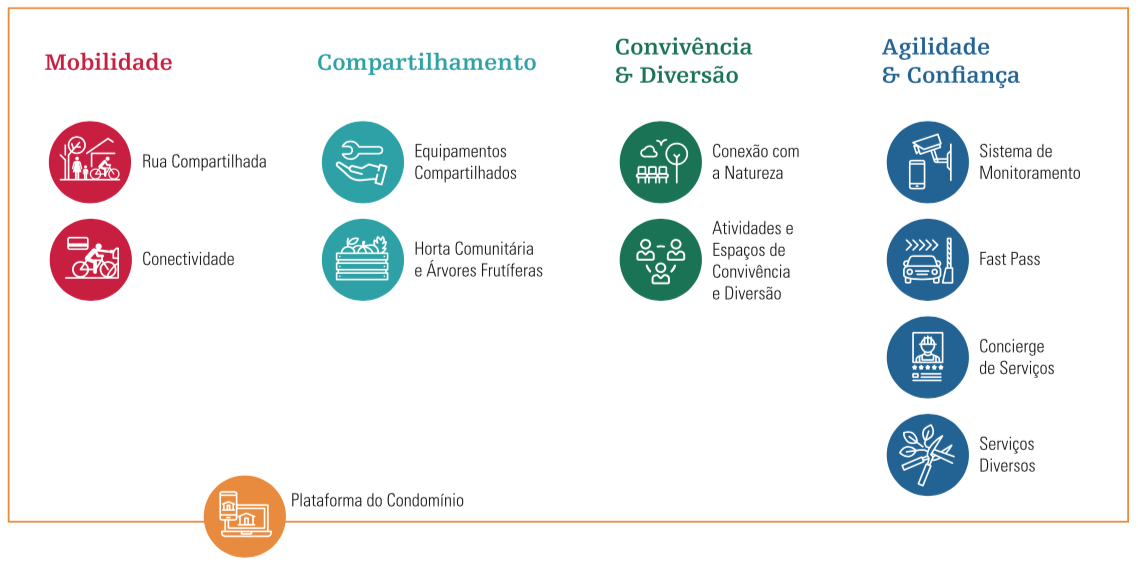 Mobilidade
Rua Compartilhada
Conectividade
Compartilhamento
Equipamentos
Compartilhados
Horta Comunitária
e Árvores Frutíferas
Convivência
& Diversão
Conexão com
a Natureza
Atividades e
Espaços de
Convivência
e Diversão
Agilidade
& Confiança
Sistema de
Monitoramento
Fast Pass
Concierge
de Serviços
Serviços
Diversos
Plataforma do Condomínio